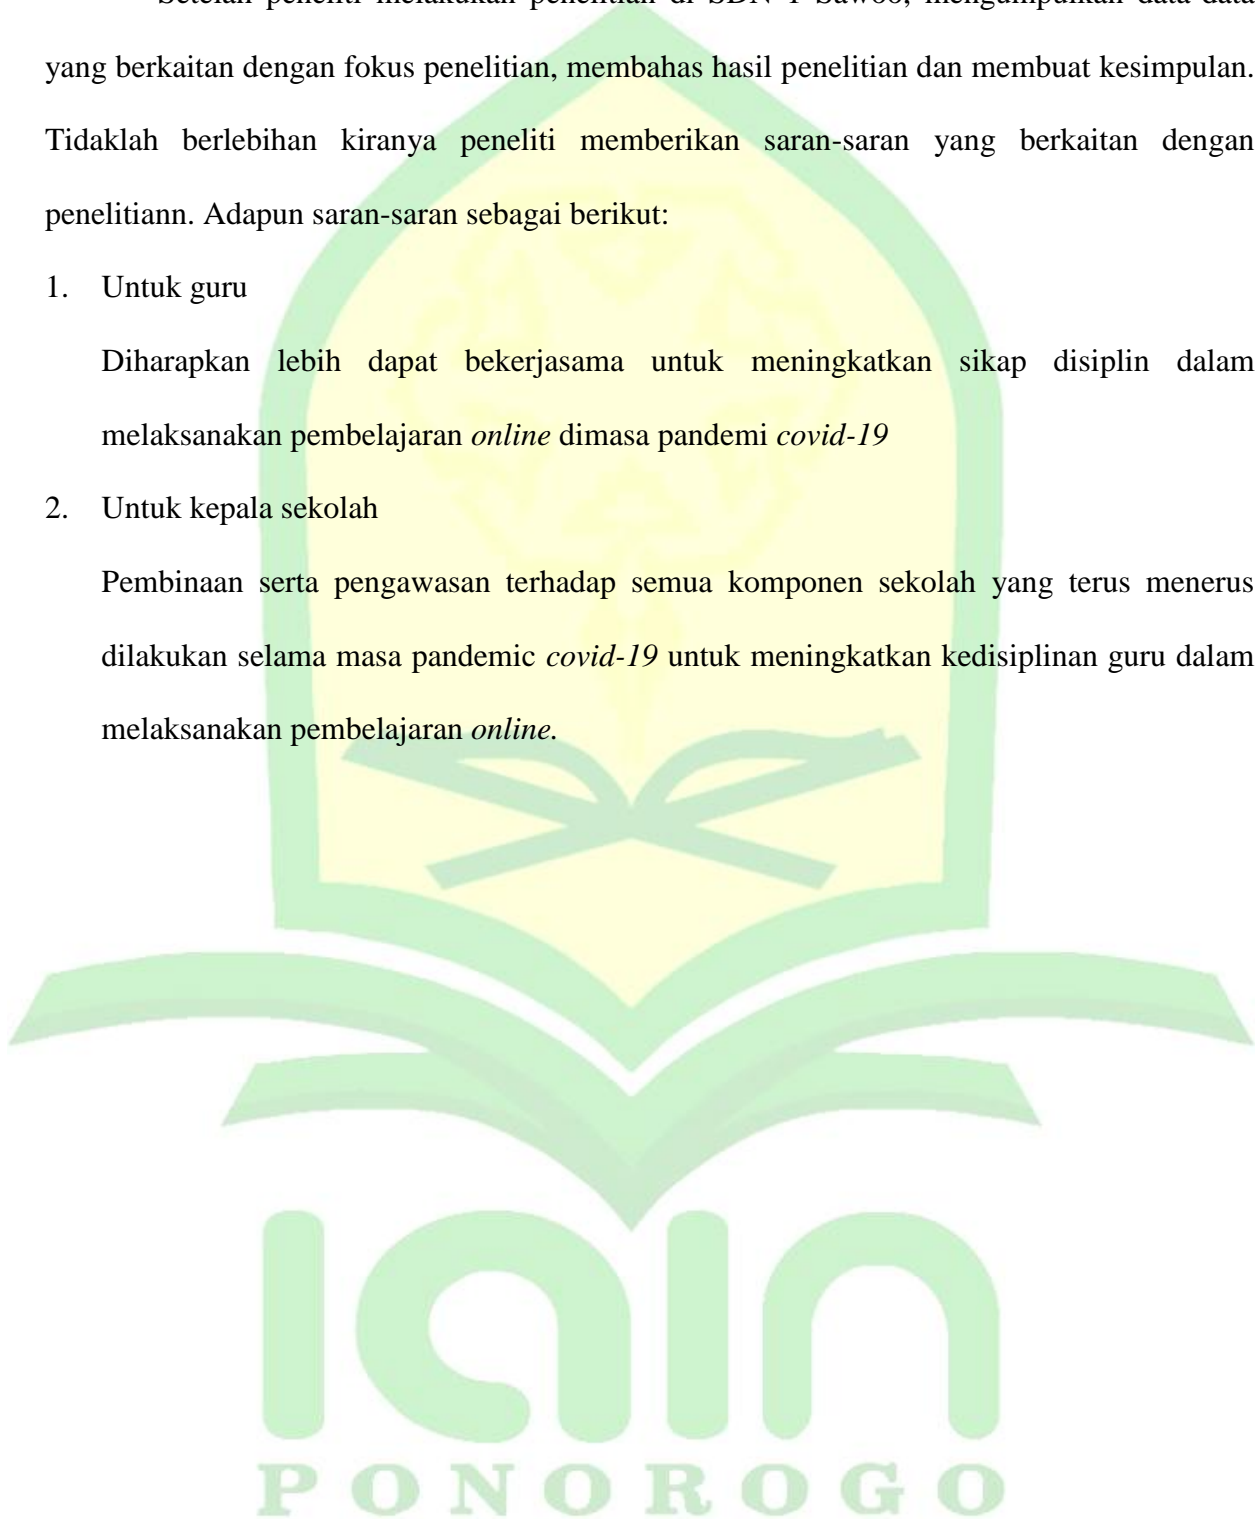 Setelah peneliti melakukan penelitian di SDN 1 Sawoo, mengumpulkan data-data
yang berkaitan dengan fokus penelitian, membahas hasil penelitian dan membuat kesimpulan.
Tidaklah berlebihan kiranya peneliti memberikan saran-saran yang berkaitan dengan
penelitiann. Adapun saran-saran sebagai berikut:
1. Untuk guru
Diharapkan lebih dapat bekerjasama untuk meningkatkan sikap disiplin dalam
melaksanakan pembelajaran online dimasa pandemi covid-19
2. Untuk kepala sekolah
Pembinaan serta pengawasan terhadap semua komponen sekolah yang terus menerus
dilakukan selama masa pandemic covid-19 untuk meningkatkan kedisiplinan guru dalam
melaksanakan pembelajaran online.
iain
PONOROGO